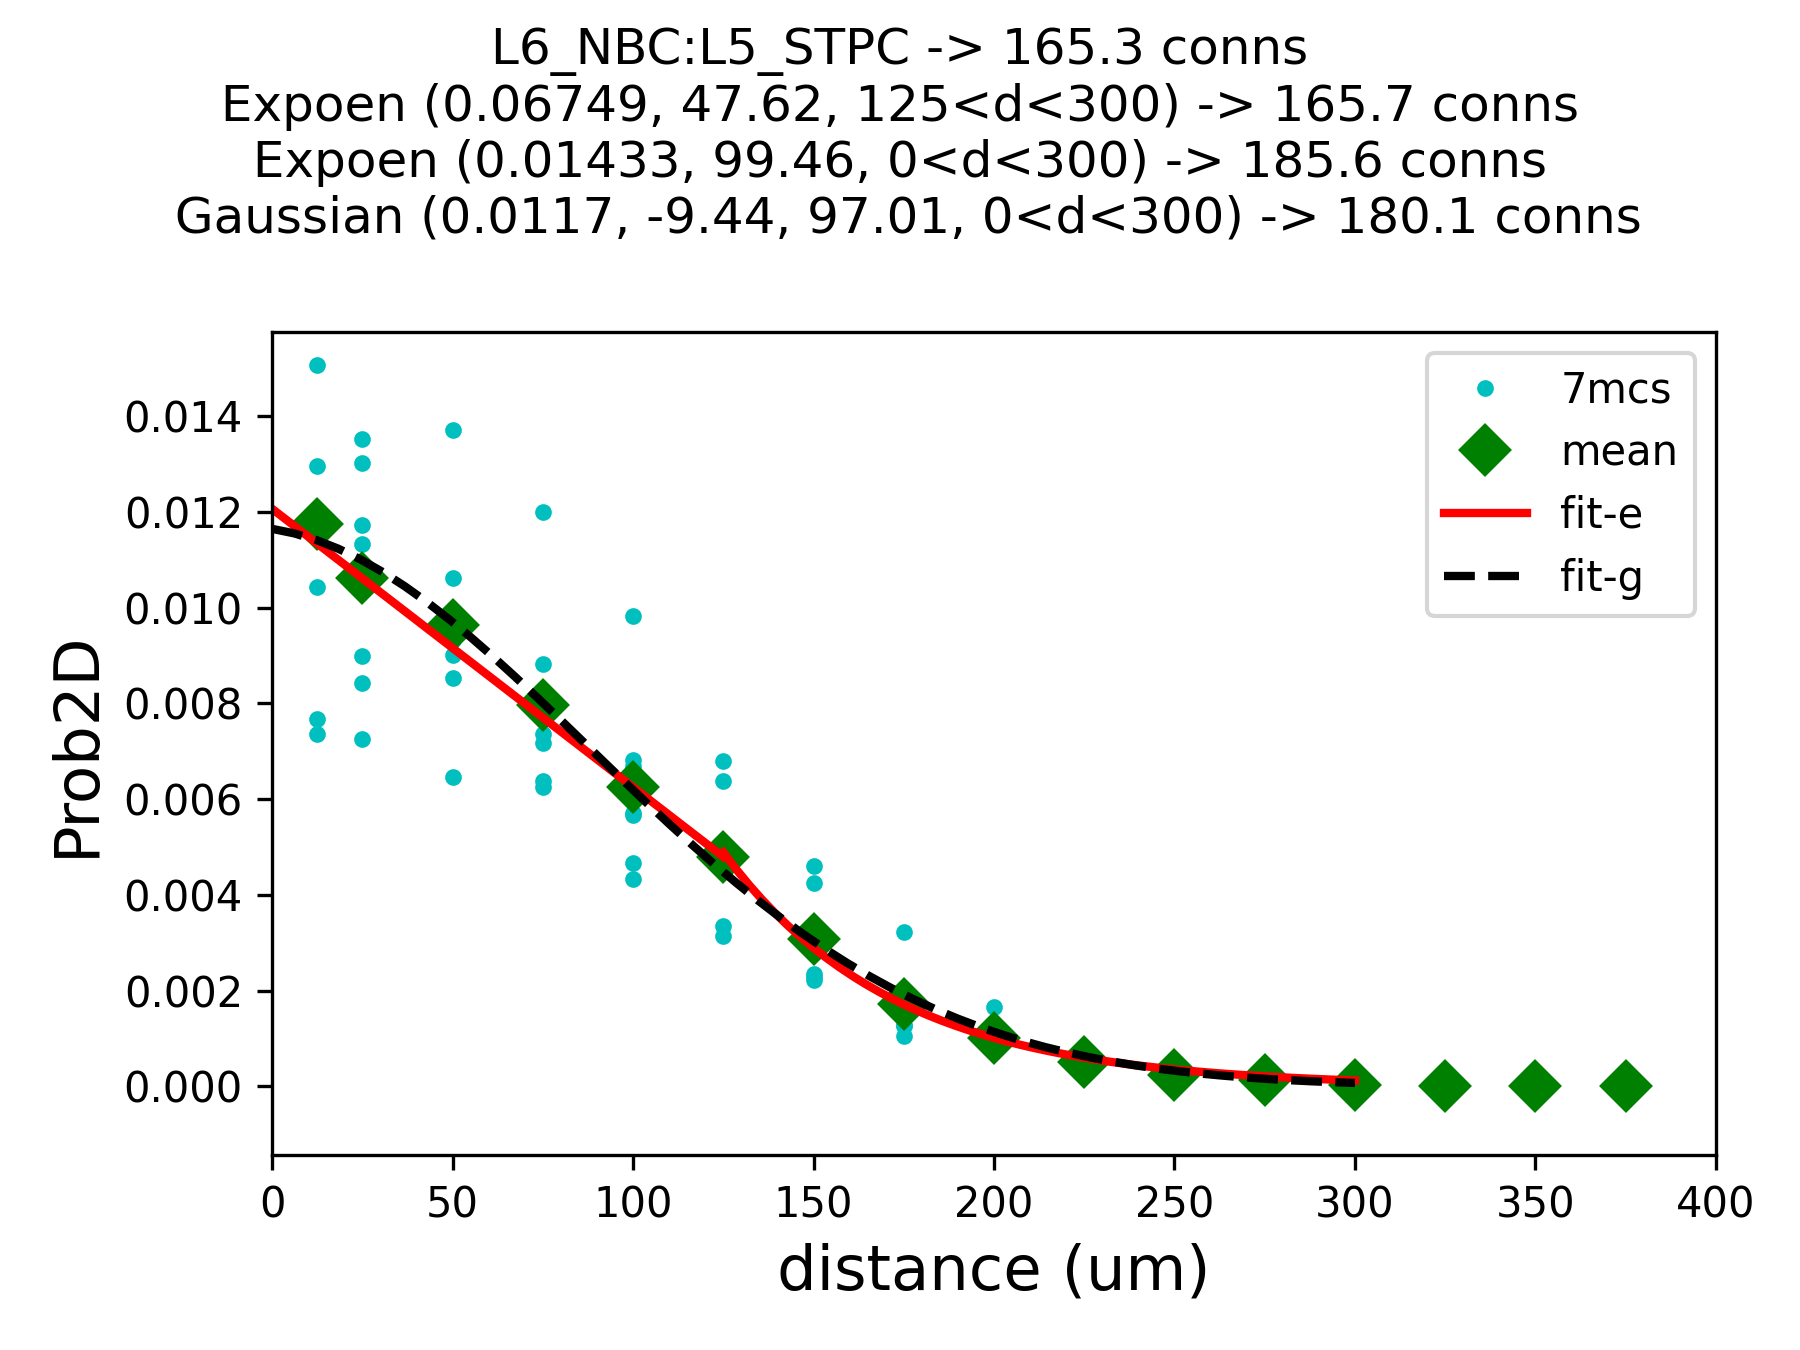 L6_NBC:L5_STPC -> 165.3 conns
Expoen (0.06749, 47.62, 125<d<300) -> 165.7 conns
Expoen (0.01433, 99.46, 0<d<300) -> 185.6 conns
Gaussian (0.0117, -9.44, 97.01, 0<d<300) -> 180.1 conns
7mcs
mean
fit-e
fit-g
Prob2D
0.014
0.012
0.010
0.008
0.006
0.004
0.002
0.000
0 50 100 150 200 250 300 350 400
distance (um)